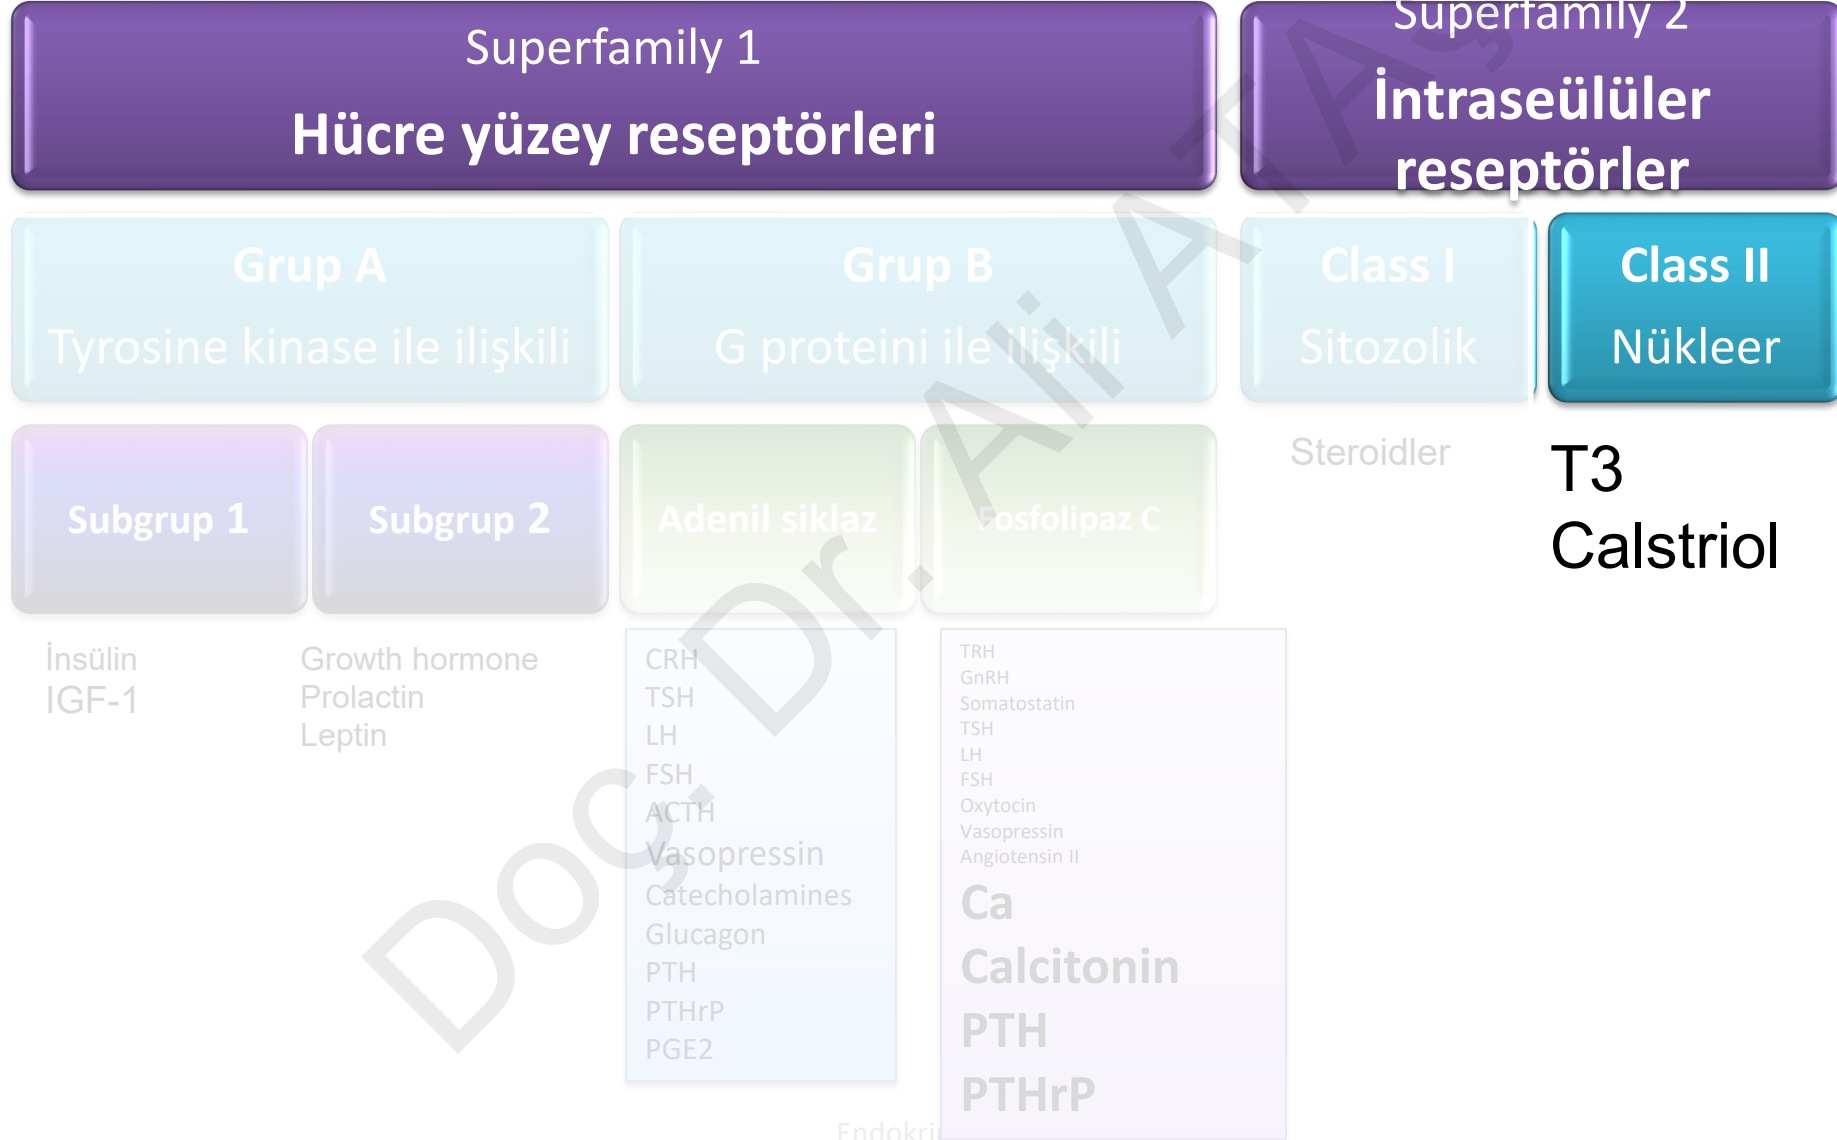 Superfamily 1
Hücre yüzey reseptörleri
Superfamily 2
İntraseülüler
reseptörler
Grup A
Tyrosine kinase ile ilişkili
Grup B
G proteini ile ilişkili
Class I
Sitozolik
Class II
Nükleer
Subgrup 1
Subgrup 2
Adenil siklaz
Fosfolipaz C
Steroidler
T3
Calstriol
İnsülin
IGF-1
Growth hormone
Prolactin
Leptin
CRH
TSH
LH
FSH
ACTH
Vasopressin
Catecholamines
Glucagon
PTH
PTHrP
PGE2
TRH
GnRH
Somatostatin
TSH
LH
FSH
Oxytocin
Vasopressin
Angiotensin II
Ca
Calcitonin
PTH
PTHrP
Doç. Dr. Ali ATAŞ